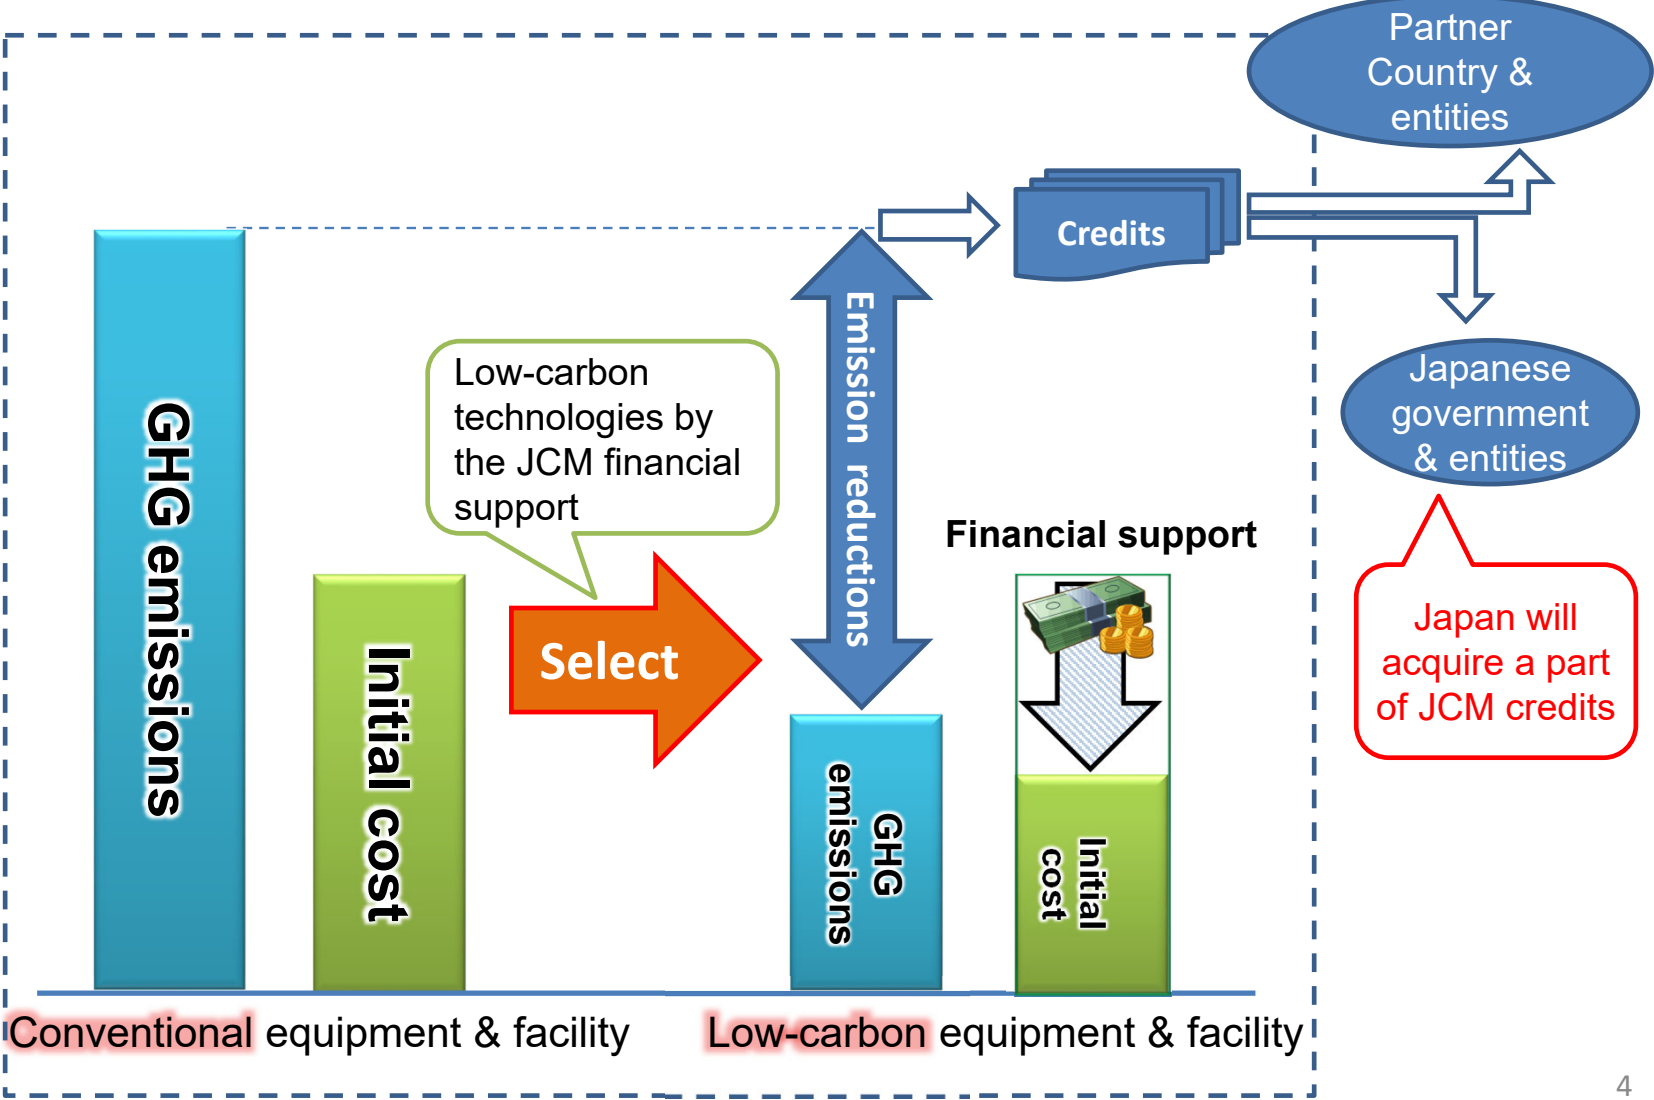 Partner
Country &
entities
Credits
GHG emissions
Initial cost
Low-carbon
technologies by
the JCM financial
support
Select
Emission reductions
Japanese
government
& entities
Financial support
Japan will
acquire a part
of JCM credits
GHG
emissions
Initial
cost
Conventional equipment & facility
Low-carbon equipment & facility
4